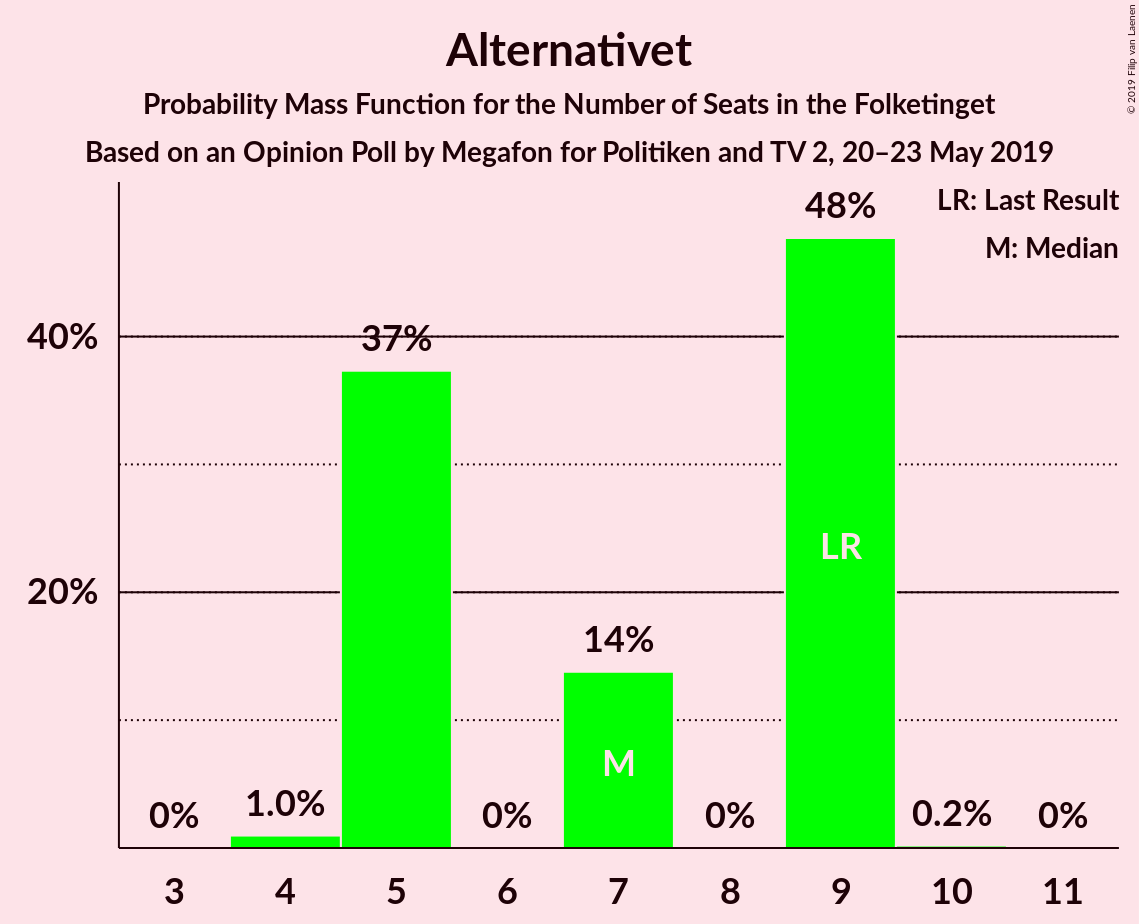 Alternativet
Probability Mass Function for the Number of Seats in the Folketinget
Based on an Opinion Poll by Megafon for Politiken and TV 2, 20–23 May 2019
© 2019 Filip van Laenen
LR: Last Result
M: Median
40%
20%
0%
1.0%
37%
0%
14%
0%
48%
0.2%
0%
M
LR
3 4 5 6 7 8 9 10 11